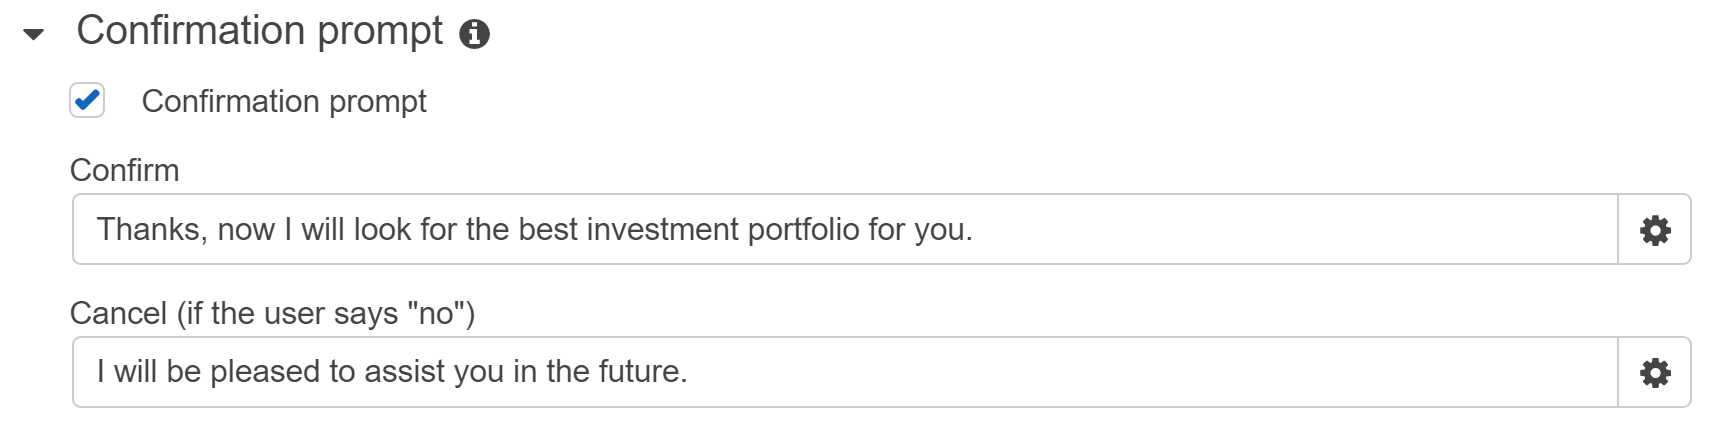 Confirmation prompt
Confirmation prompt
Confirm
Thanks, now I will look for the best investment portfolio for you.
Cancel (if the user says "no")
I will be pleased to assist you in the future.